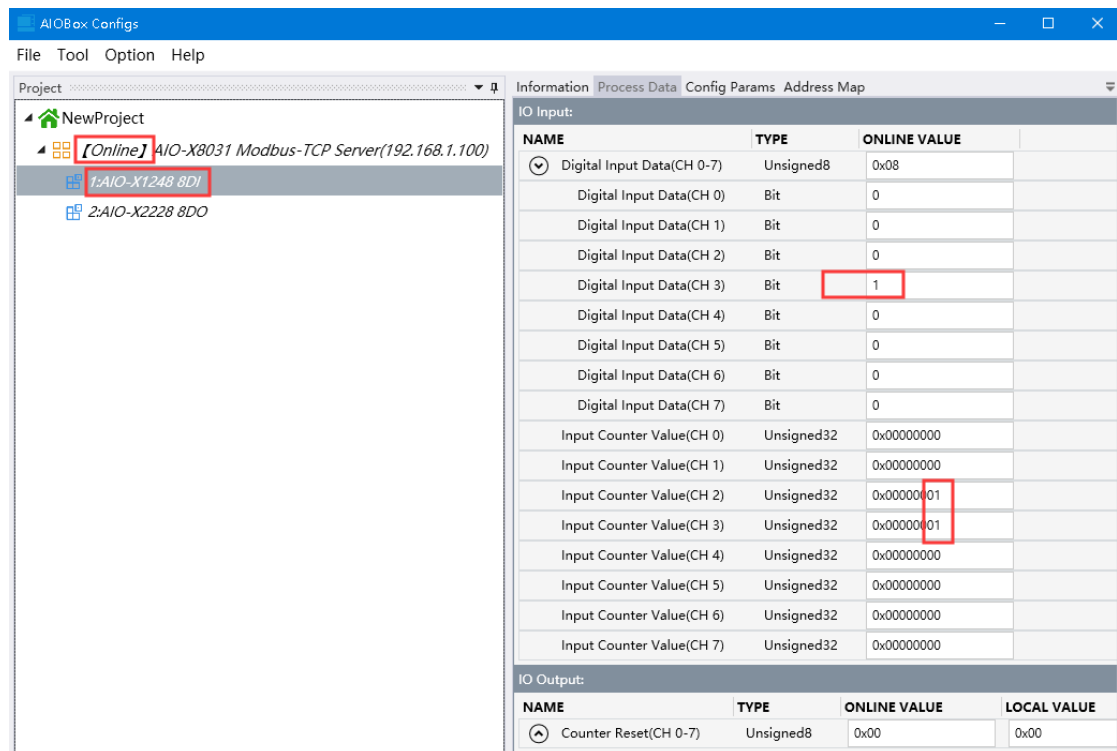 AIOBox Configs
File Tool Option Help
Project
NewProject
【Online】AIO-X8031 Modbus-TCP Server(192.168.1.100)
1:AIO-X1248 8DI
2:AIO-X2228 8DO
Information Process Data Config Params Address Map
IO Input:
NAME TYPE ONLINE VALUE
Digital Input Data(CH 0-7) Unsigned8 0x08
Digital Input Data(CH 0) Bit 0
Digital Input Data(CH 1) Bit 0
Digital Input Data(CH 2) Bit 0
Digital Input Data(CH 3) Bit 1
Digital Input Data(CH 4) Bit 0
Digital Input Data(CH 5) Bit 0
Digital Input Data(CH 6) Bit 0
Digital Input Data(CH 7) Bit 0
Input Counter Value(CH 0) Unsigned32 0x00000000
Input Counter Value(CH 1) Unsigned32 0x00000000
Input Counter Value(CH 2) Unsigned32 0x00000001
Input Counter Value(CH 3) Unsigned32 0x00000001
Input Counter Value(CH 4) Unsigned32 0x00000000
Input Counter Value(CH 5) Unsigned32 0x00000000
Input Counter Value(CH 6) Unsigned32 0x00000000
Input Counter Value(CH 7) Unsigned32 0x00000000
IO Output:
NAME TYPE ONLINE VALUE LOCAL VALUE
Counter Reset(CH 0-7) Unsigned8 0x00 0x00